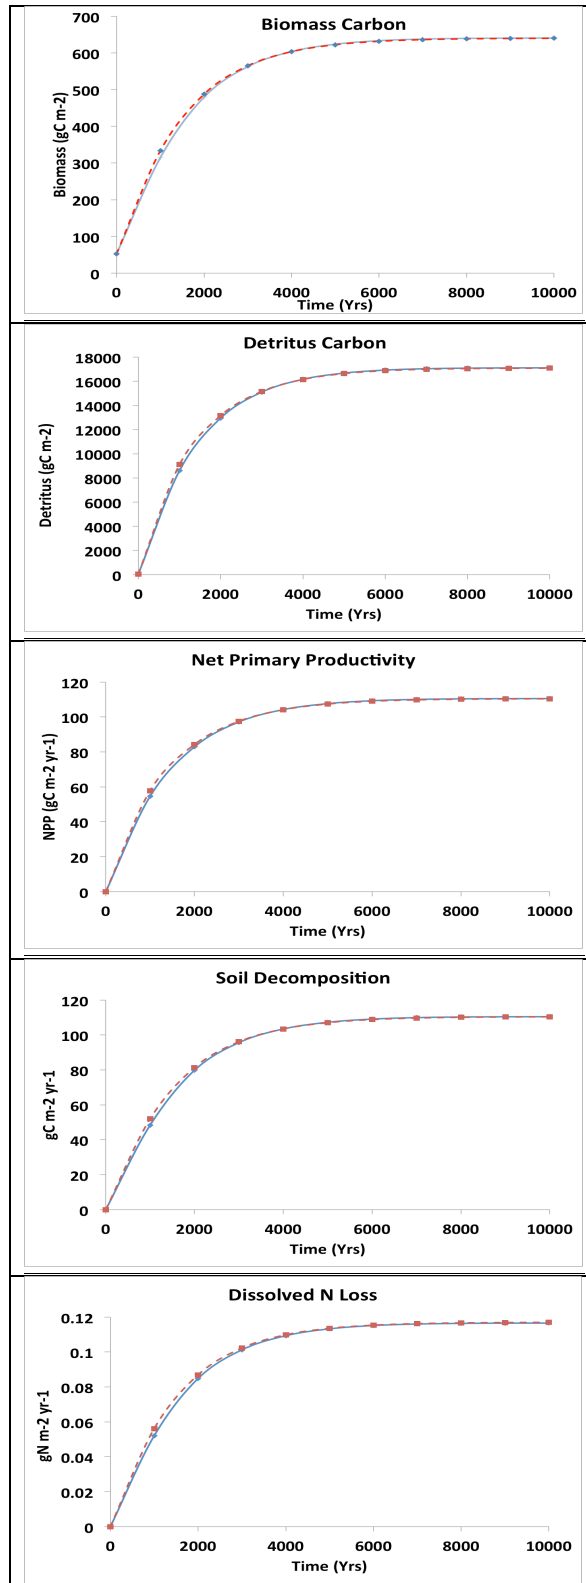 Biomass Carbon
700
600
500
400
300
200
100
0
Biomass (gC m-2)
0 2000 4000 6000 8000 10000
Time (Yrs)
Detritus Carbon
18000
16000
14000
12000
10000
8000
6000
4000
2000
0
Detritus (gC m-2)
0 2000 4000 6000 8000 10000
Time (Yrs)
Net Primary Productivity
120
100
80
60
40
20
0
NPP (gC m-2 yr-1)
0 2000 4000 6000 8000 10000
Time (Yrs)
Soil Decomposition
120
100
80
60
40
20
0
gC m-2 yr-1
0 2000 4000 6000 8000 10000
Time (Yrs)
Dissolved N Loss
0.12
0.1
0.08
0.06
0.04
0.02
0
gN m-2 yr-1
0 2000 4000 6000 8000 10000
Time (Yrs)